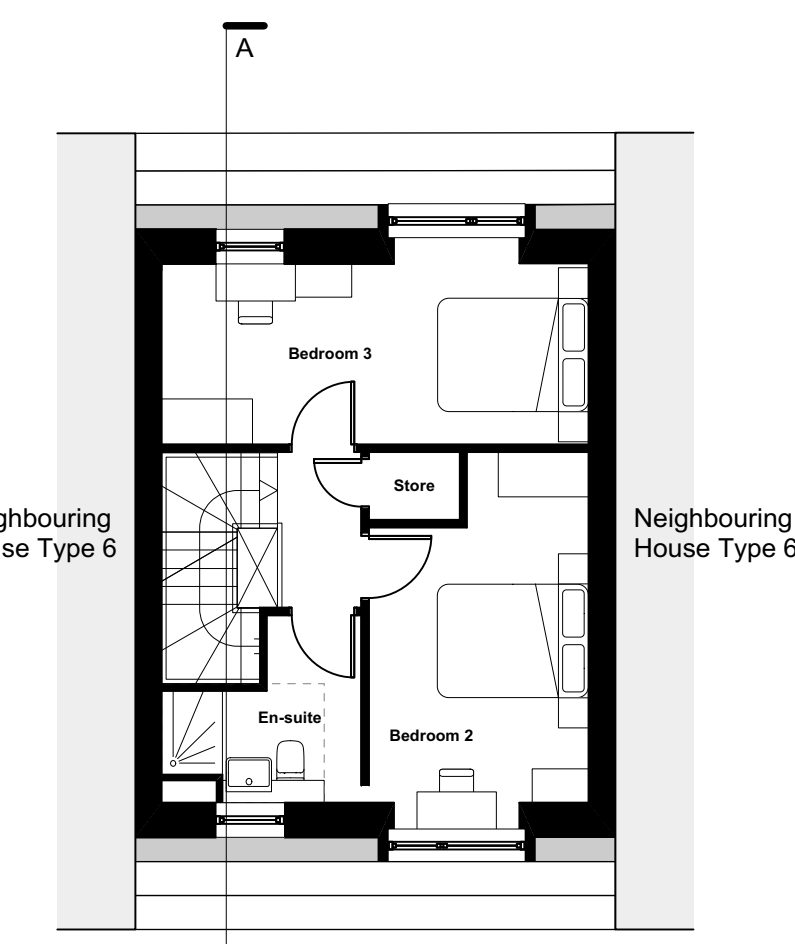 A
Bedroom 3
Store
ghbouring
se Type 6
Neighbouring
House Type 6
En-suite
Bedroom 2